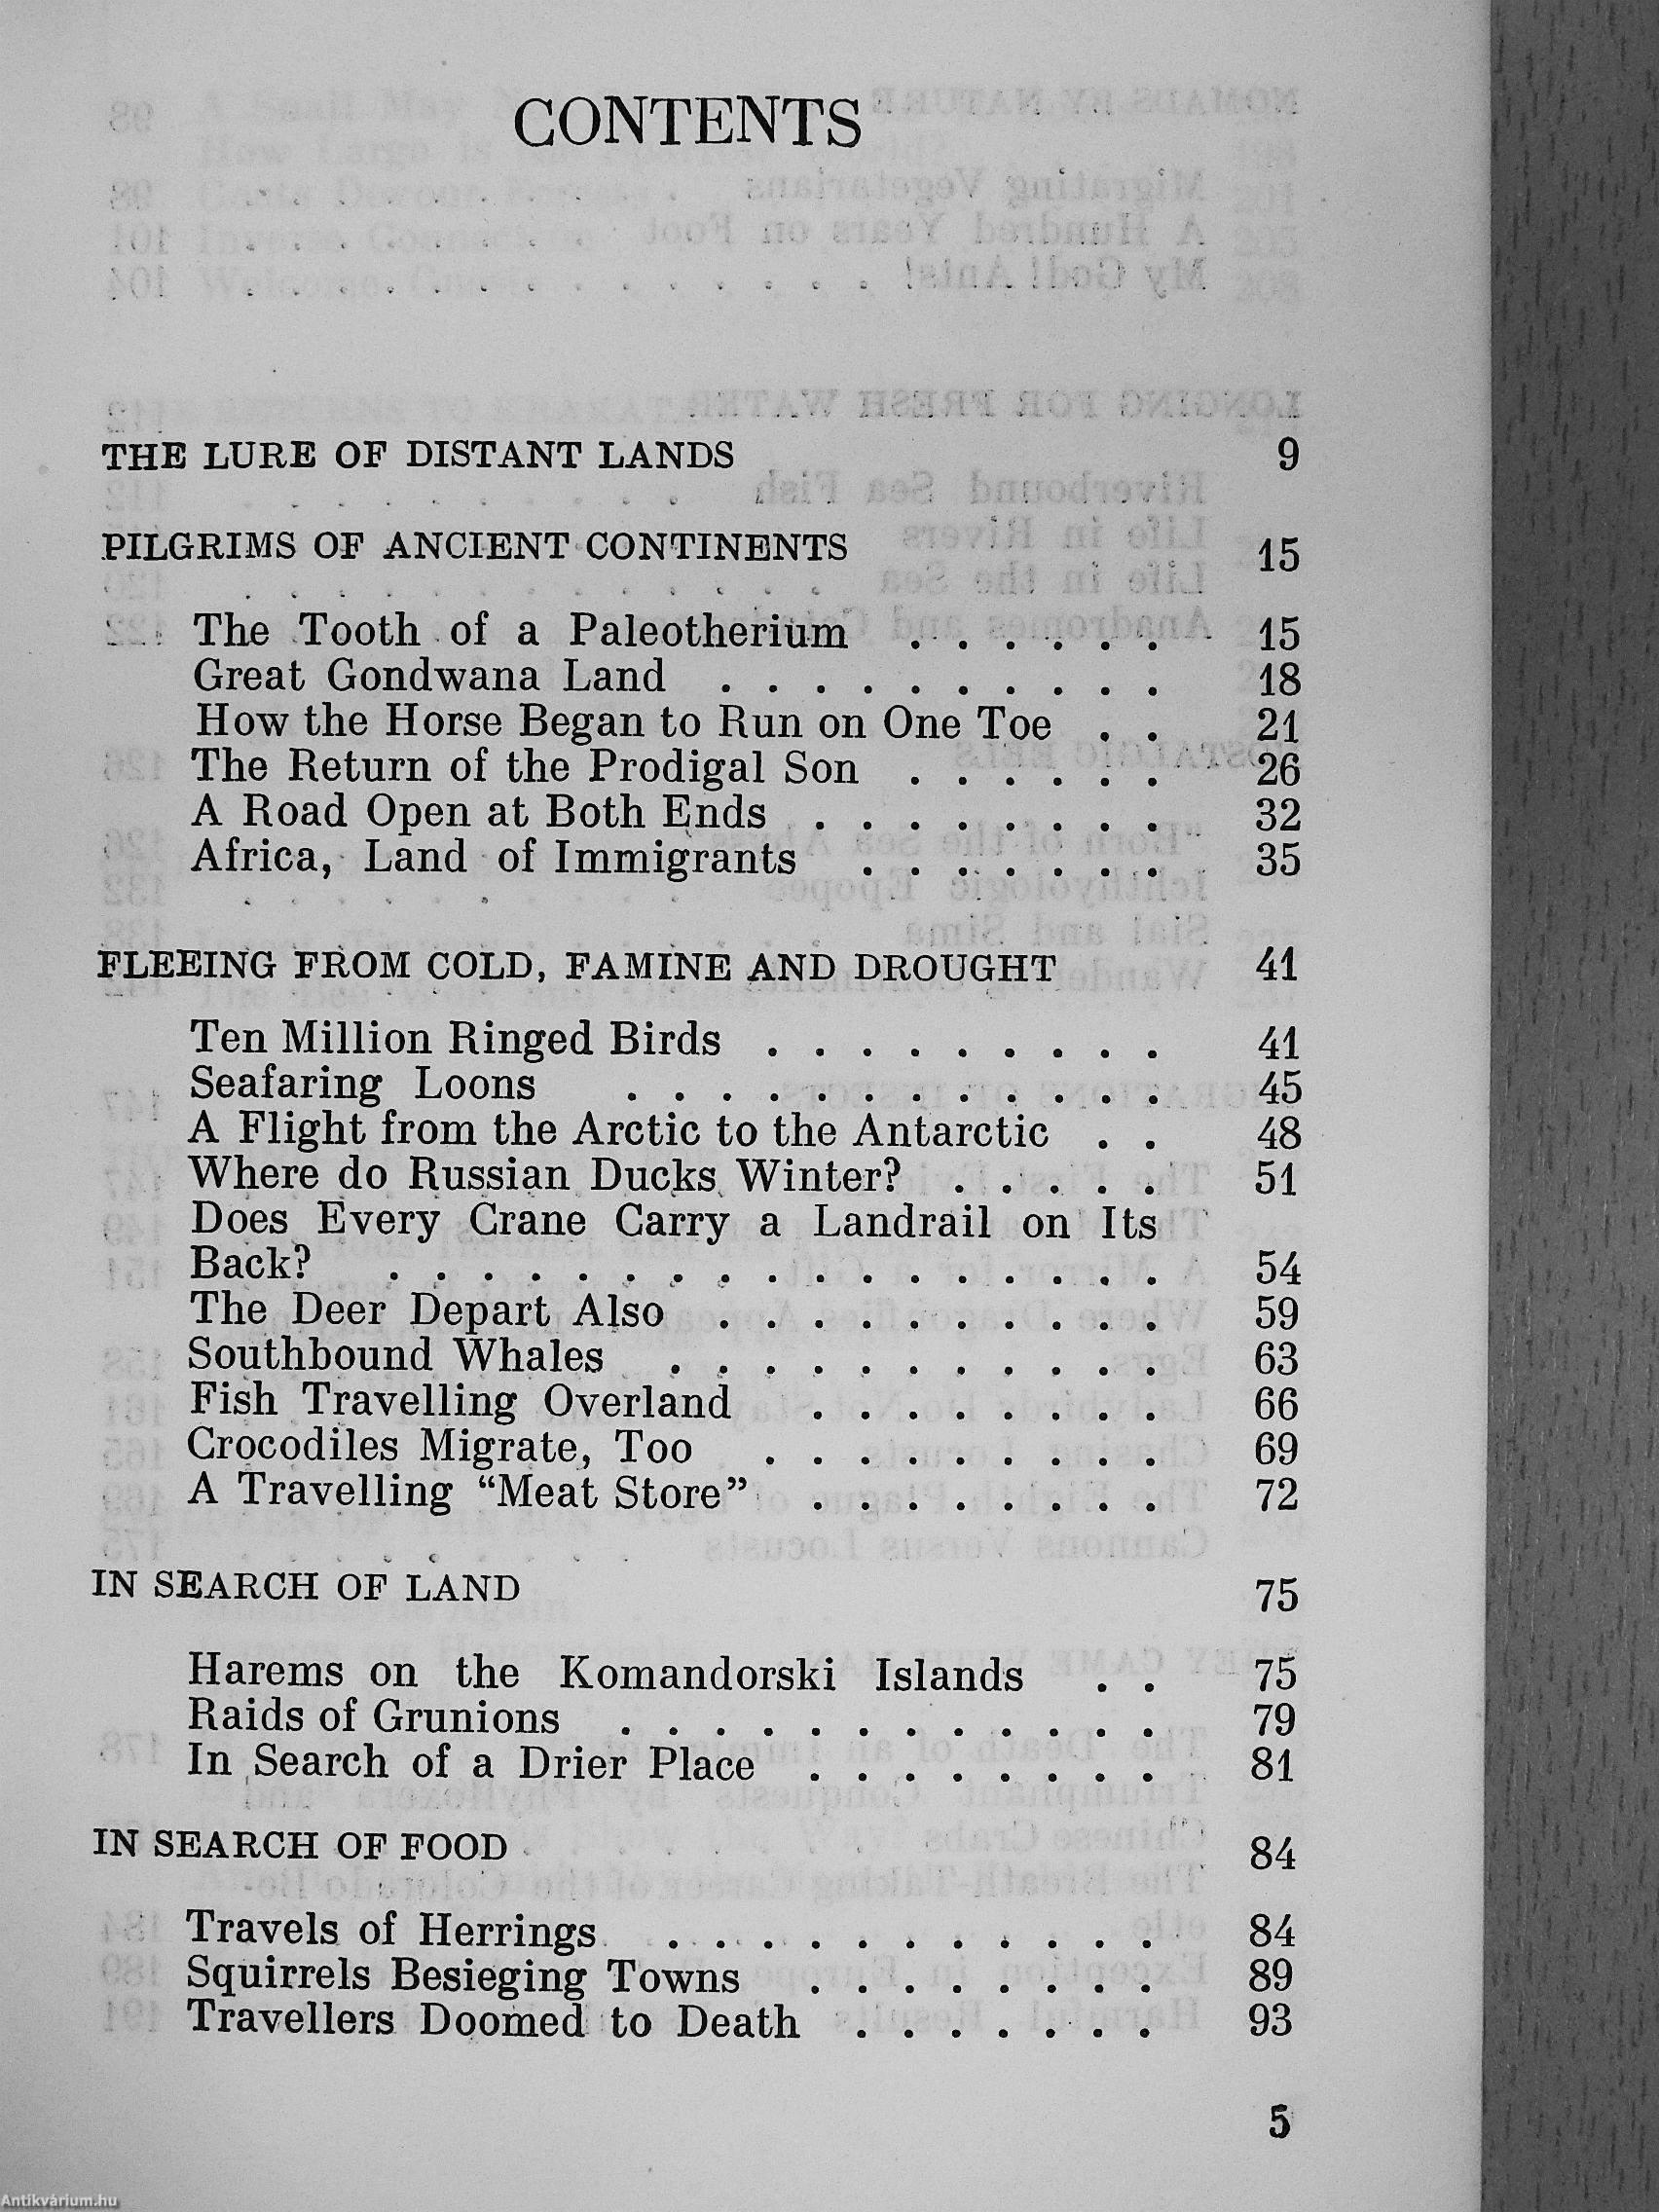 CONTENTS
THE LURE OF DISTANT LANDS 9
PILGRIMS OF ANCIENT CONTINENTS 15
The Tooth of a Paleotherium . . . . . . 15
Great Gondwana Land . . . . . . . . . . 18
How the Horse Began to Run on One Toe . . 21
The Return of the Prodigal Son . . . . . . 26
A Road Open at Both Ends . . . . . . . . 32
Africa, Land of Immigrants . . . . . . . 35
FLEEING FROM COLD, FAMINE AND DROUGHT 41
Ten Million Ringed Birds . . . . . . . . . 41
Seafaring Loons . . . . . . . . . . . . 45
A Flight from the Arctic to the Antarctic . . 48
Where do Russian Ducks Winter? . . . . . 51
Does Every Crane Carry a Landrail on Its
Back? . . . . . . . . . . . . . . . . . 54
The Deer Depart Also . . . . . . . . . . 59
Southbound Whales . . . . . . . . . . . 63
Fish Travelling Overland . . . . . . . . 66
Crocodiles Migrate, Too . . . . . . . . . 69
A Travelling “Meat Store” . . . . . . . . 72
IN SEARCH OF LAND 75
Harems on the Komandorski Islands . . 75
Raids of Grunions . . . . . . . . . . . . 79
In Search of a Drier Place . . . . . . . . 81
IN SEARCH OF FOOD 84
Travels of Herrings . . . . . . . . . . . 84
Squirrels Besieging Towns . . . . . . . . 89
Travellers Doomed to Death . . . . . . . 93
5
Antikvárium.hu